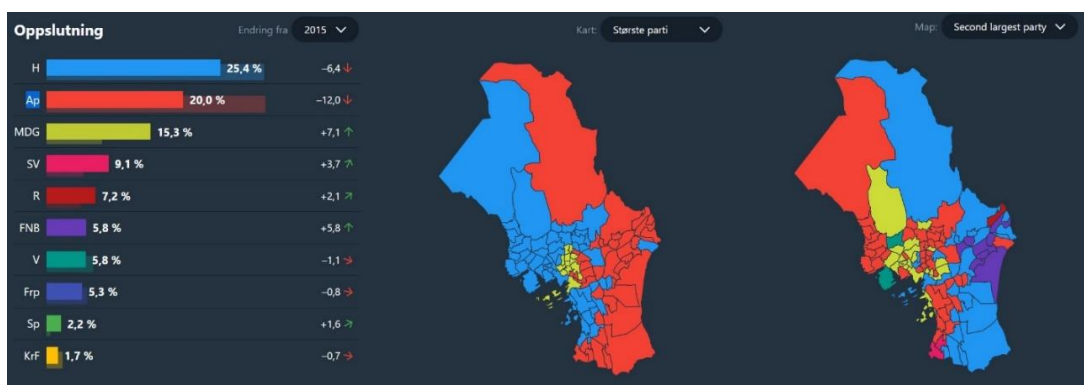 Oppslutning
Endring fra 2015
Kart: Største parti
Map: Second largest party
H 25,4 % −6,4
Ap 20,0 % −12,0
MDG 15,3 % +7,1
SV 9,1 % +3,7
R 7,2 % +2,1
FNB 5,8 % +5,8
V 5,8 % −1,1
Frp 5,3 % −0,8
Sp 2,2 % +1,6
KrF 1,7 % −0,7